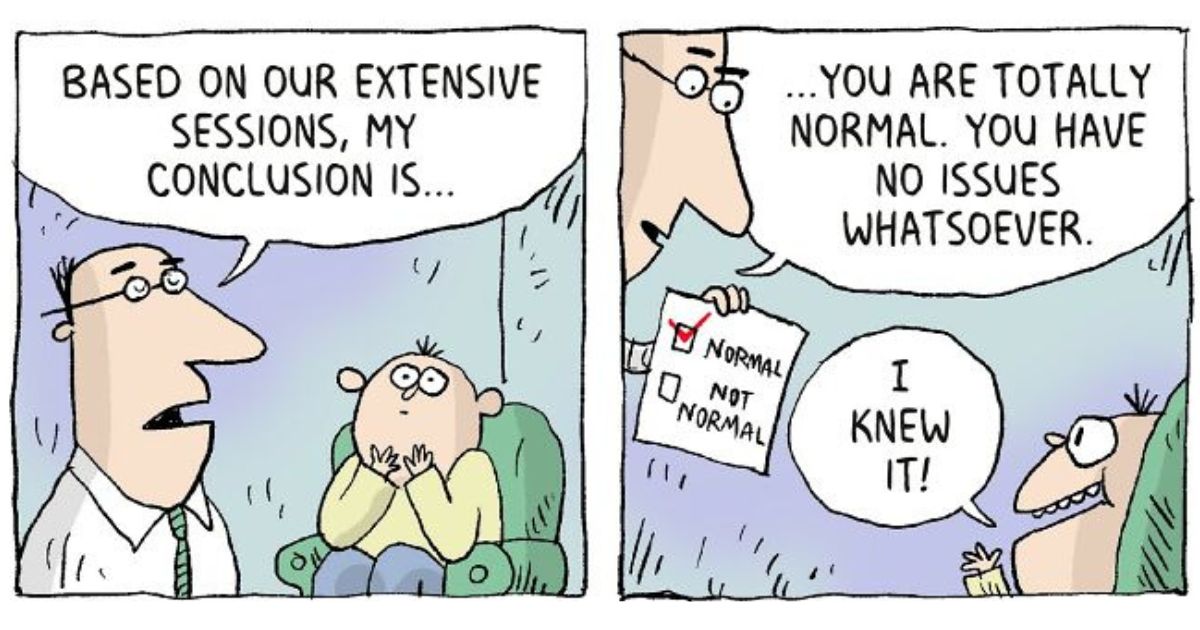 BASED ON OUR EXTENSIVE
SESSIONS, MY
CONCLUSION IS...
...YOU ARE TOTALLY
NORMAL. YOU HAVE
NO ISSUES
WHATSOEVER.
NORMAL
NOT
NORMAL
I
KNEW
IT!